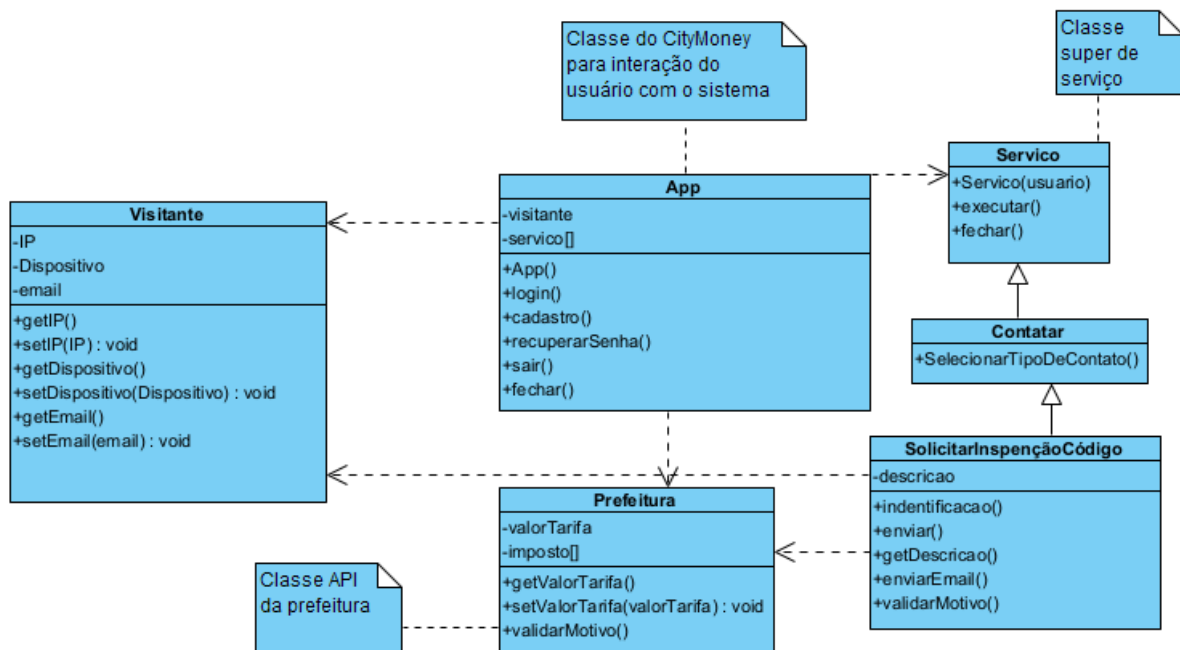 Classe do CityMoney
para interação do
usuário com o sistema
Classe
super de
serviço
Servico
+Servico(usuario)
+executar()
+fechar()
App
-visitante
-servico[]
+App()
+login()
+cadastro()
+recuperarSenha()
+sair()
+fechar()
Visitante
-IP
-Dispositivo
-email
+getIP()
+setIP(IP) : void
+getDispositivo()
+setDispositivo(Dispositivo) : void
+getEmail()
+setEmail(email) : void
Contatar
+SelecionarTipoDeContato()
SolicitarInspençãoCódigo
-descricao
+indentificacao()
+enviar()
+getDescricao()
+enviarEmail()
+validarMotivo()
Prefeitura
-valorTarifa
-imposto[]
+getValorTarifa()
+setValorTarifa(valorTarifa) : void
+validarMotivo()
Classe API
da prefeitura